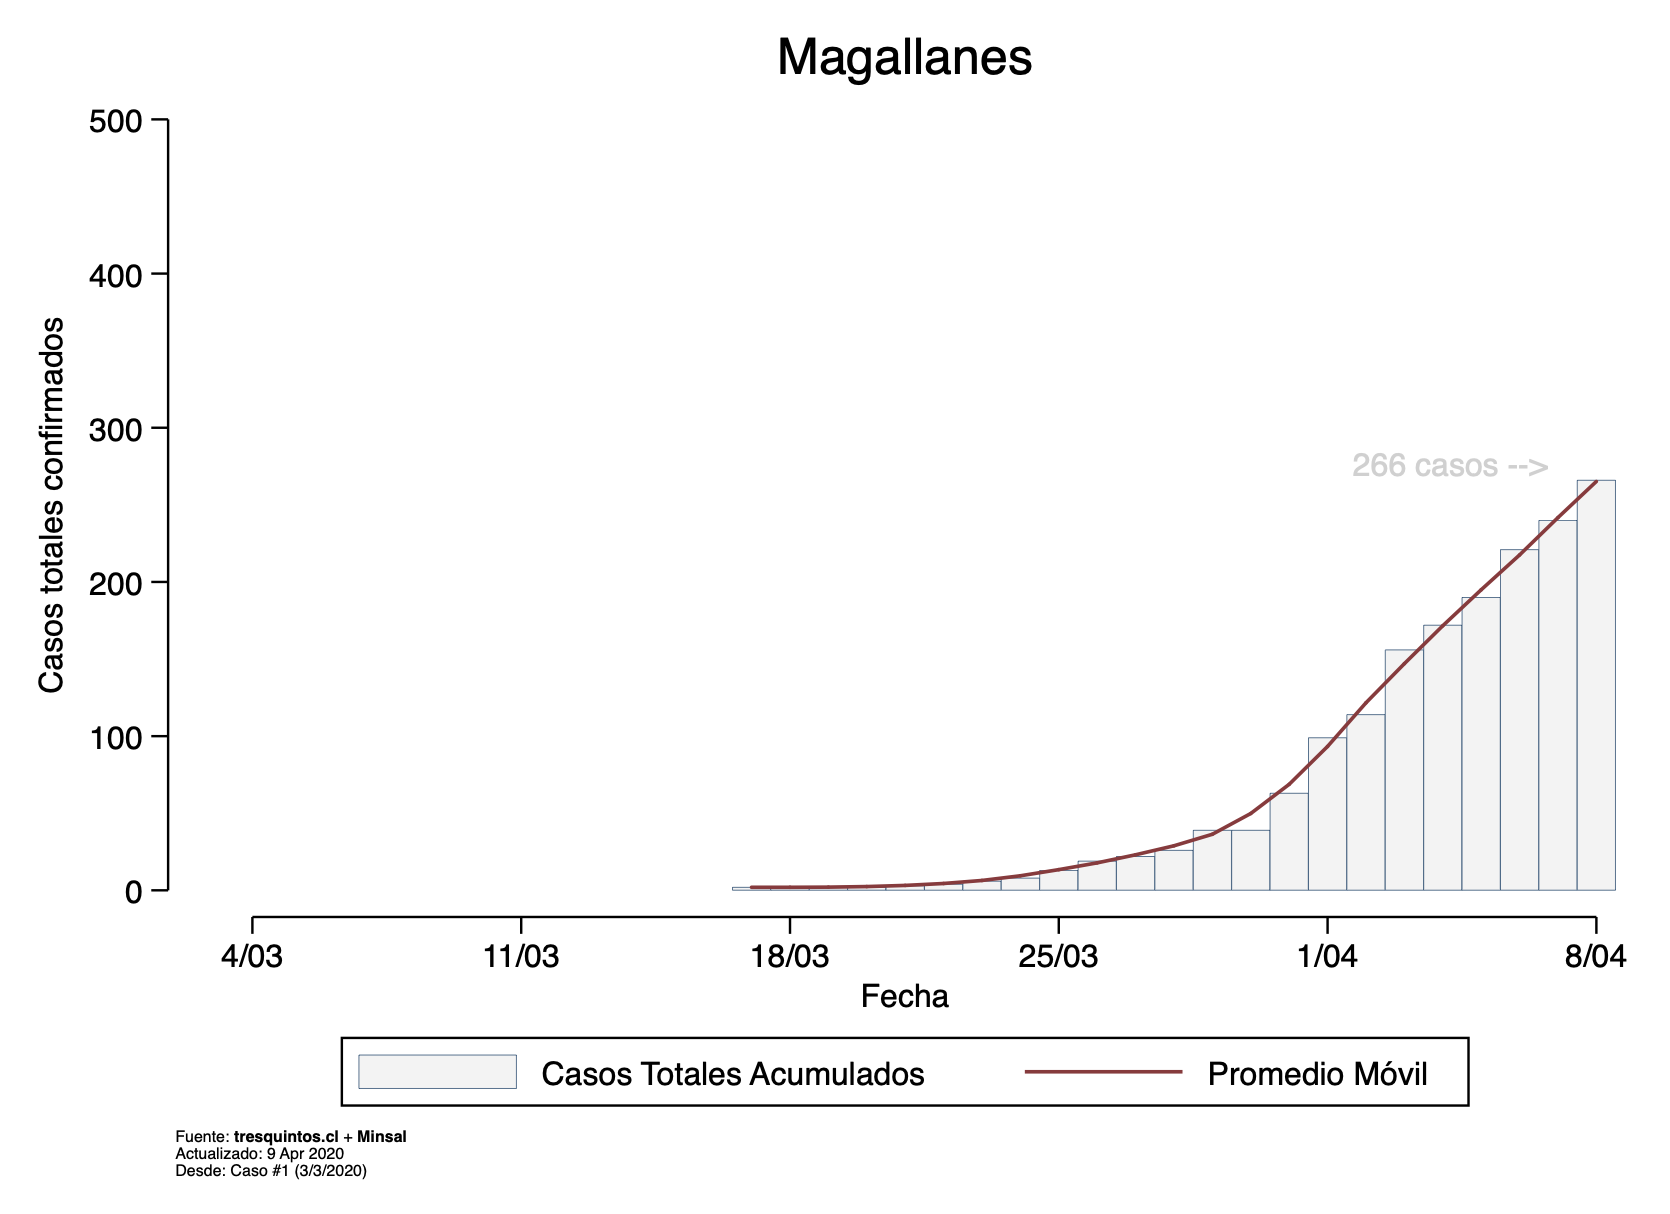 Magallanes
500
400
300
200
100
0
Casos totales confirmados
266 casos -->
4/03 11/03 18/03 25/03 1/04 8/04
Fecha
Casos Totales Acumulados Promedio Móvil
Fuente: tresquintos.cl + Minsal
Actualizado: 9 Apr 2020
Desde: Caso #1 (3/3/2020)